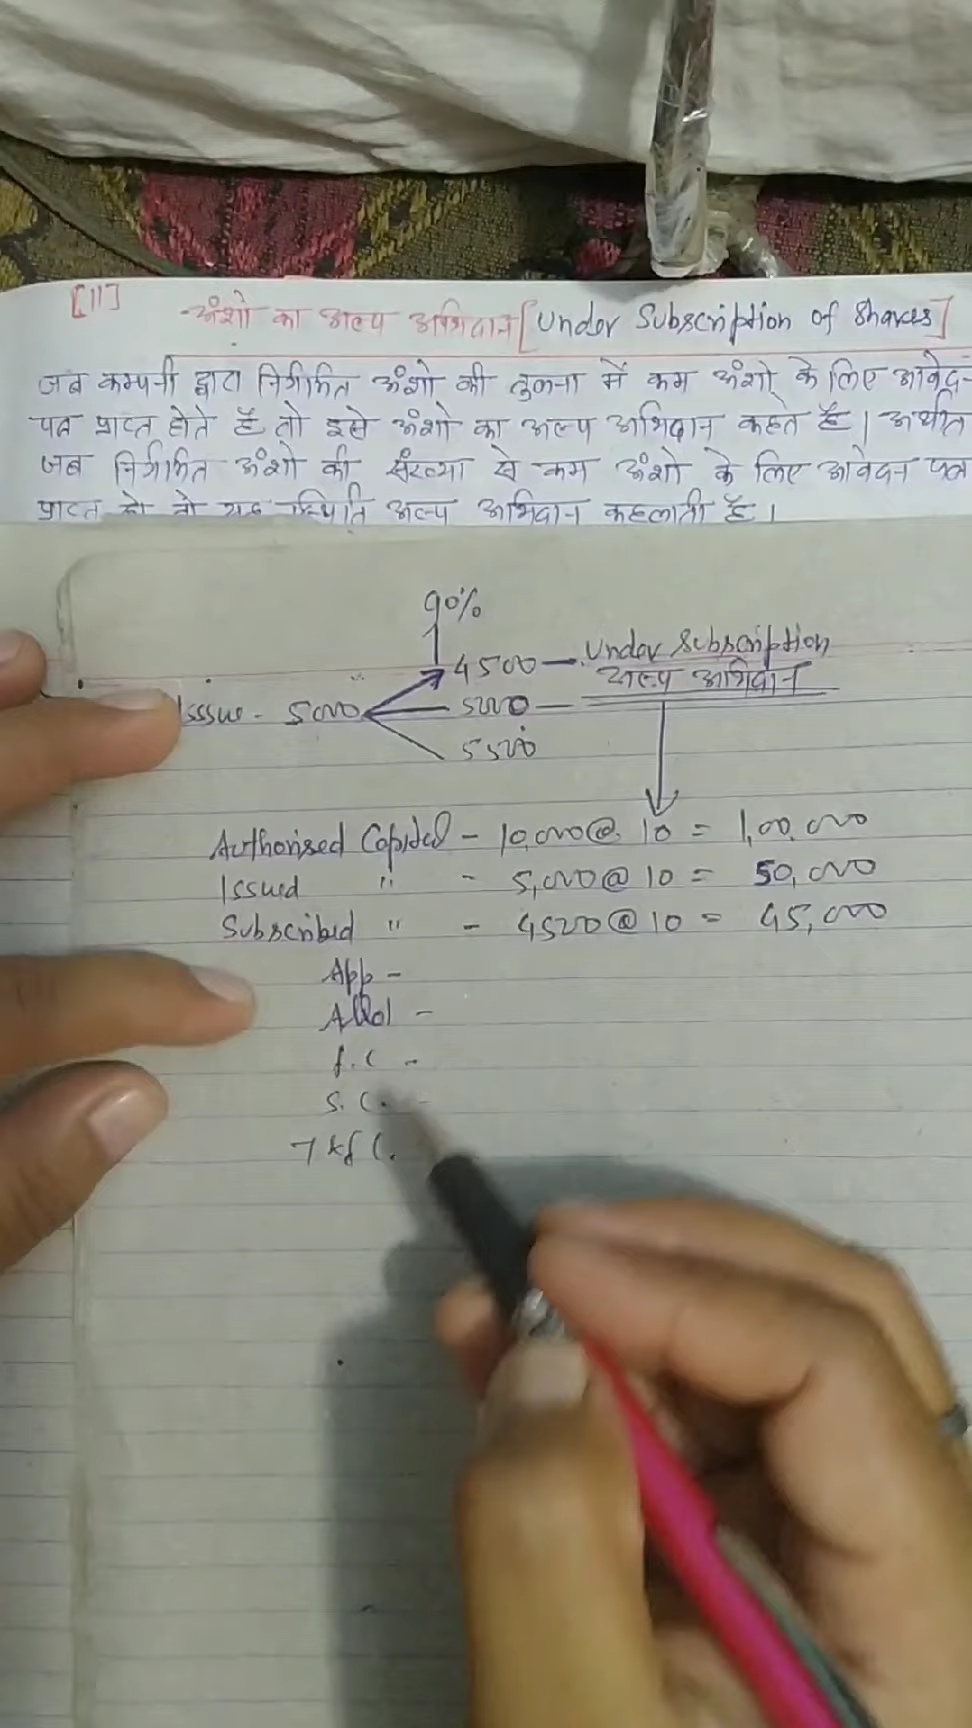 [11]
अंशो का अल्प अभिदान [Under Subscription of Shares]
जब कम्पनी द्वारा निर्गमित अंशो की तुलना में कम अंशो के लिए आवेदन
पत्र प्राप्त होते है तो इसे अंशो का अल्प अभिदान कहते है। अर्थात
जब निर्गमित अंशो की संख्या से कम अंशो के लिए आवेदन पत्र
प्राप्त हो तो यह स्थिति अल्प अभिदान कहलाती है।
90%
4500 — Under Subscription
अल्प अभिदान
Issue - 5000
5000 —
5500
Authorised Capital - 10,000 @ 10 = 1,00,000
Issued " - 5,000 @ 10 = 50,000
Subscribed " - 4500 @ 10 = 45,000
App -
Allot -
f.C -
S.C. -
f.C.